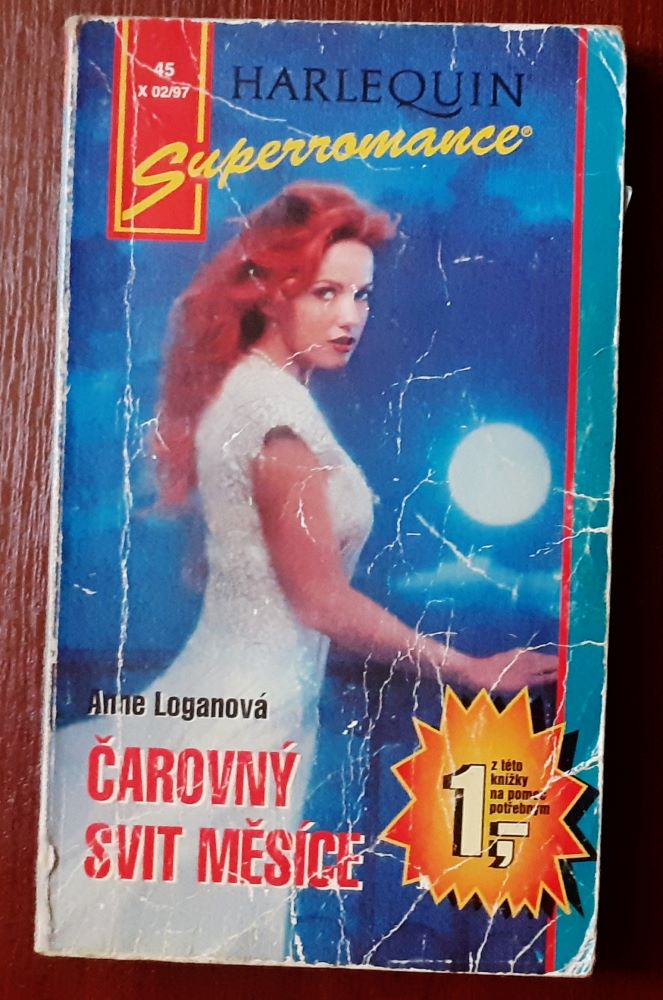 45
X 02/97
HARLEQUIN
Superromance®
Anne Loganová
ČAROVNÝ
SVIT MĚSÍCE
1,-
z této
knížky
na pomoc
potřebným